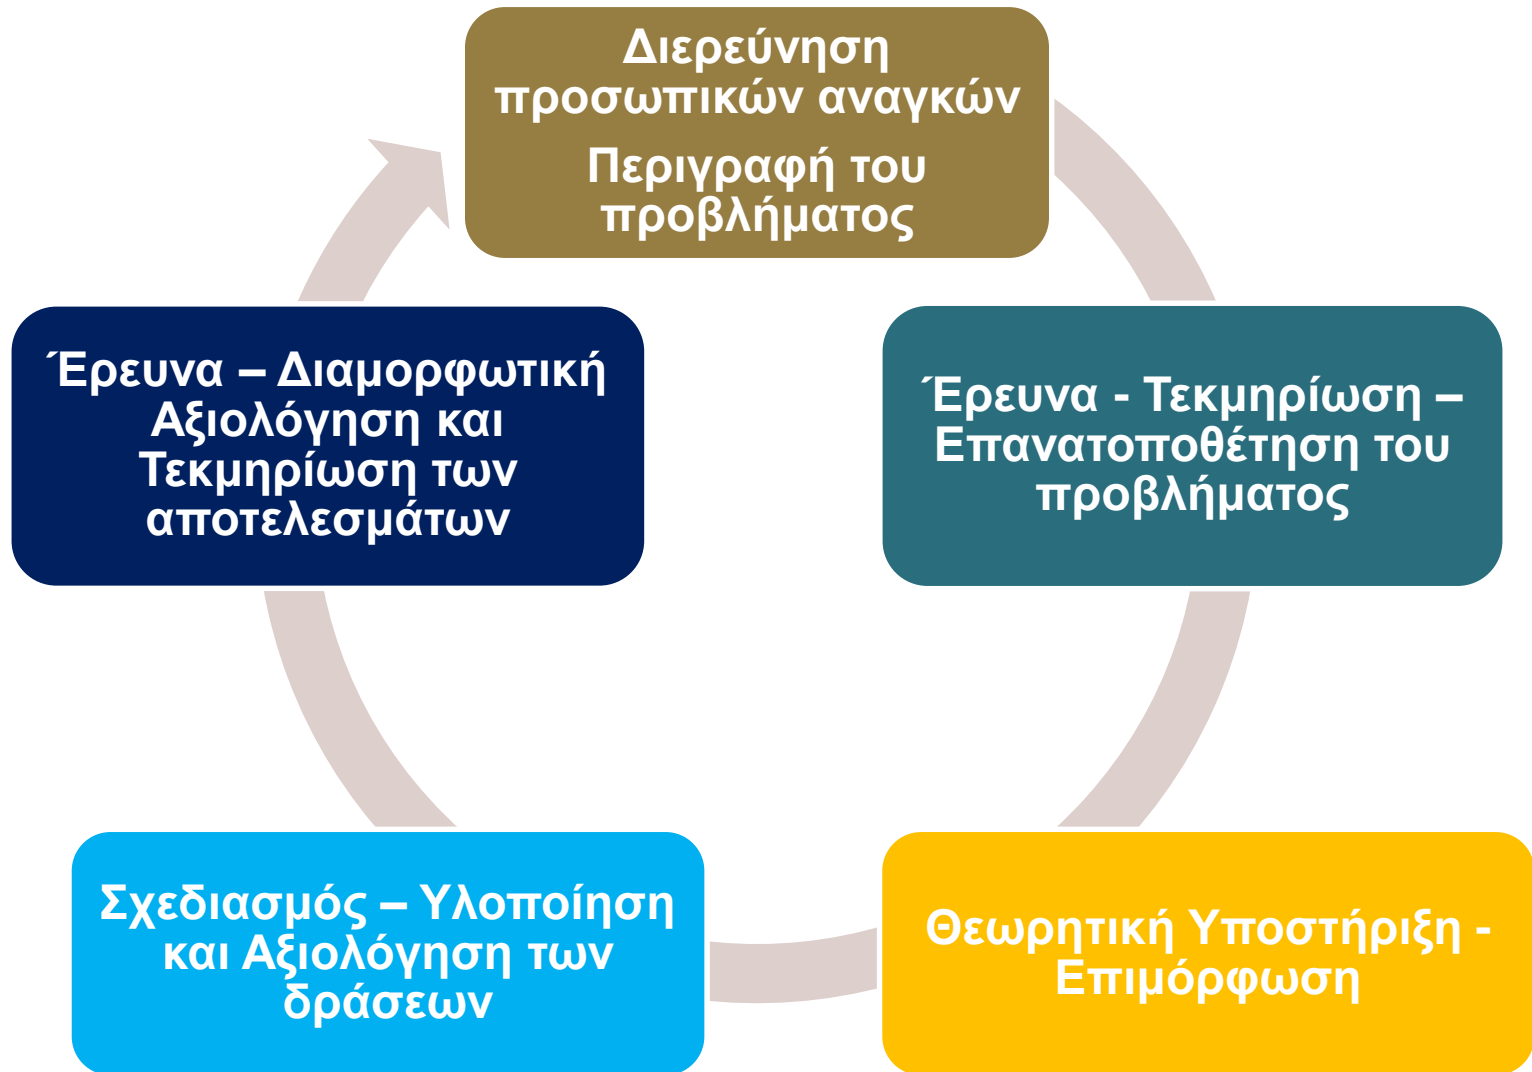 Διερεύνηση
προσωπικών αναγκών
Περιγραφή του
προβλήματος
Έρευνα - Τεκμηρίωση –
Επανατοποθέτηση του
προβλήματος
Θεωρητική Υποστήριξη -
Επιμόρφωση
Σχεδιασμός – Υλοποίηση
και Αξιολόγηση των
δράσεων
Έρευνα – Διαμορφωτική
Αξιολόγηση και
Τεκμηρίωση των
αποτελεσμάτων